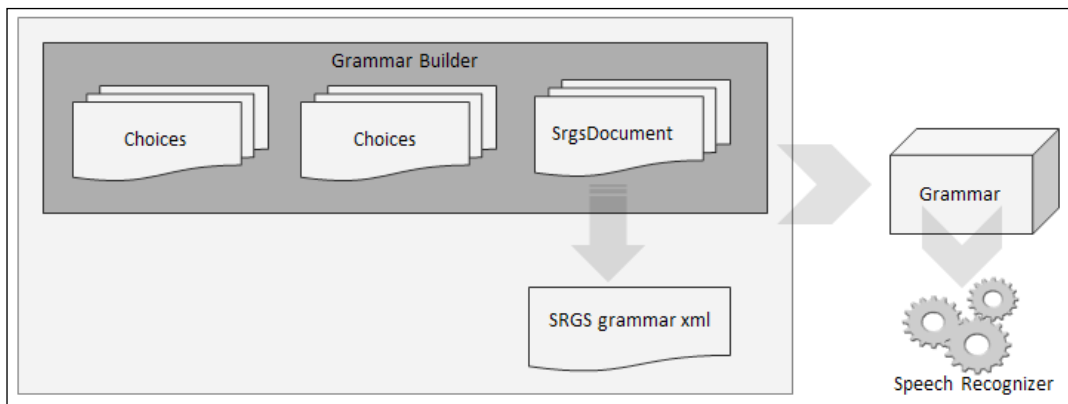 Grammar Builder
Choices
Choices
SrgsDocument
Grammar
SRGS grammar xml
Speech Recognizer